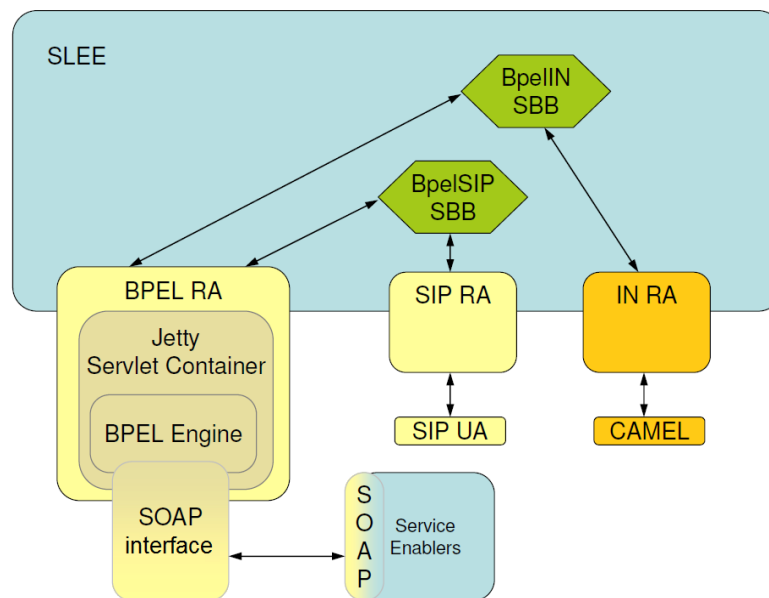 SLEE
BpelIN
SBB
BpelSIP
SBB
BPEL RA
SIP RA
IN RA
Jetty
Servlet Container
BPEL Engine
SIP UA
CAMEL
SOAP
interface
SOAP
Service
Enablers